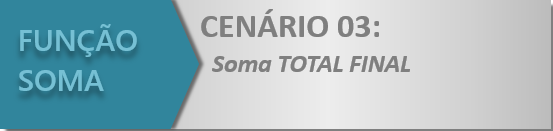 FUNÇÃO
SOMA
CENÁRIO 03:
Soma TOTAL FINAL